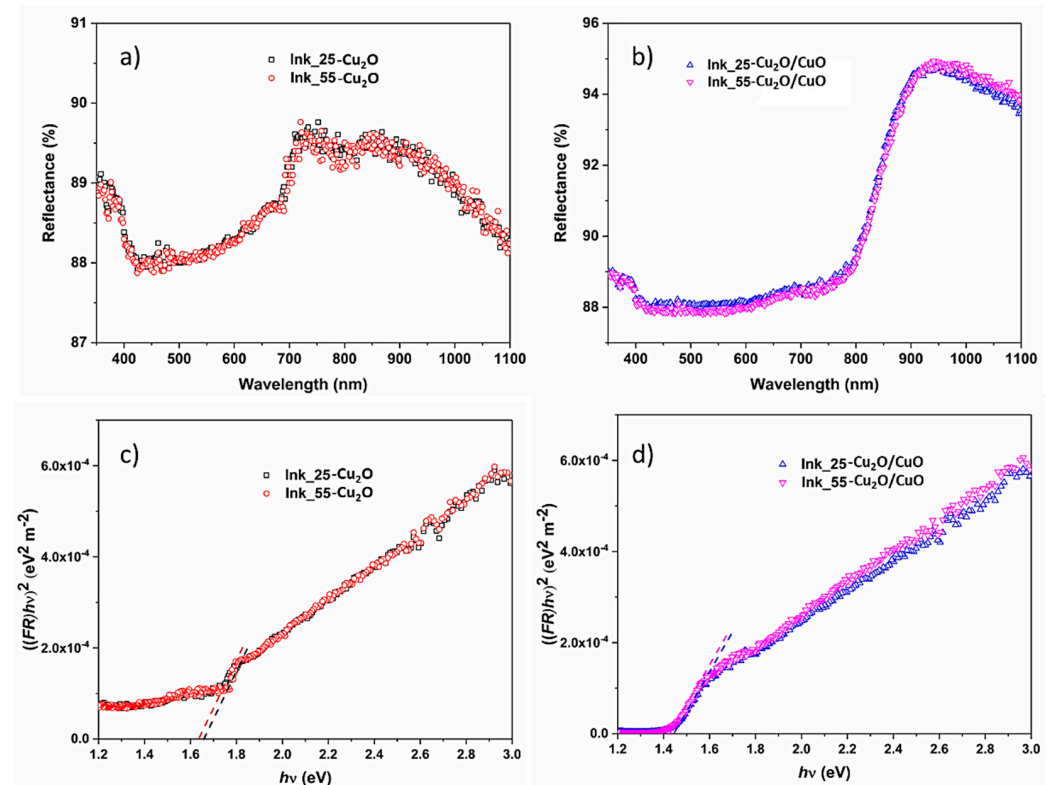 a)
Ink_25-Cu₂O
Ink_55-Cu₂O
Reflectance (%)
91
90
89
88
87
400 500 600 700 800 900 1000 1100
Wavelength (nm)
b)
Ink_25-Cu₂O/CuO
Ink_55-Cu₂O/CuO
Reflectance (%)
96
94
92
90
88
400 500 600 700 800 900 1000 1100
Wavelength (nm)
c)
Ink_25-Cu₂O
Ink_55-Cu₂O
((FR)hν)² (eV² m⁻²)
6.0x10⁻⁴
4.0x10⁻⁴
2.0x10⁻⁴
0.0
1.2 1.4 1.6 1.8 2.0 2.2 2.4 2.6 2.8 3.0
hν (eV)
d)
Ink_25-Cu₂O/CuO
Ink_55-Cu₂O/CuO
((FR)hν)² (eV² m⁻²)
6.0x10⁻⁴
4.0x10⁻⁴
2.0x10⁻⁴
0.0
1.2 1.4 1.6 1.8 2.0 2.2 2.4 2.6 2.8 3.0
hν (eV)